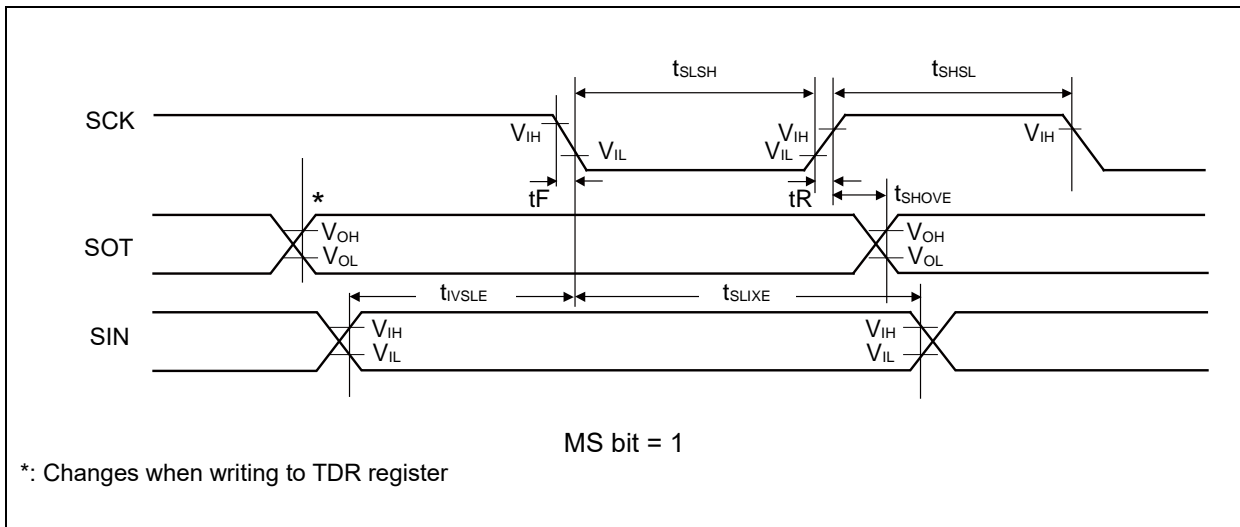 tSLSH tSHSL
SCK
VIH VIL VIL VIH VIH
tF tR tSHOVE
*
SOT
VOH VOH
VOL VOL
tIVSLE tSLIXE
SIN
VIH VIH
VIL VIL
MS bit = 1
*: Changes when writing to TDR register